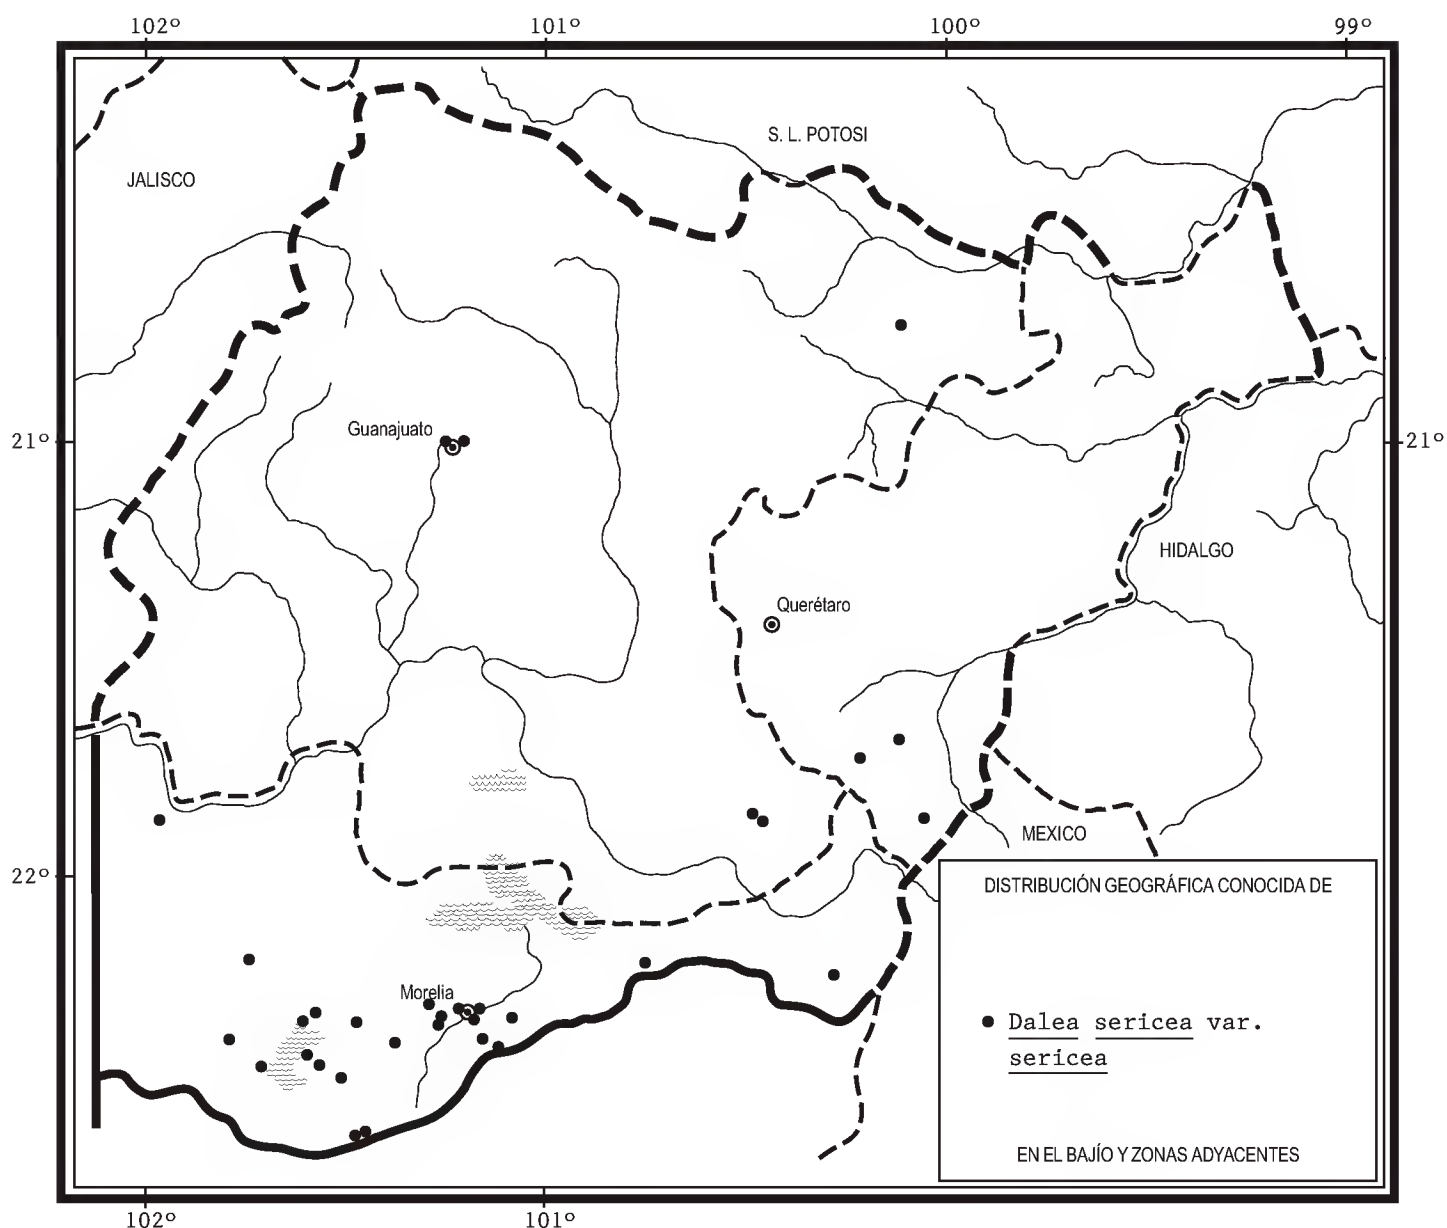 102º 101º 100º 99º
S. L. POTOSI
JALISCO
Guanajuato
21º 21º
HIDALGO
Querétaro
MEXICO
22º
DISTRIBUCIÓN GEOGRÁFICA CONOCIDA DE
Morelia
Dalea sericea var.
sericea
EN EL BAJÍO Y ZONAS ADYACENTES
102º 101º